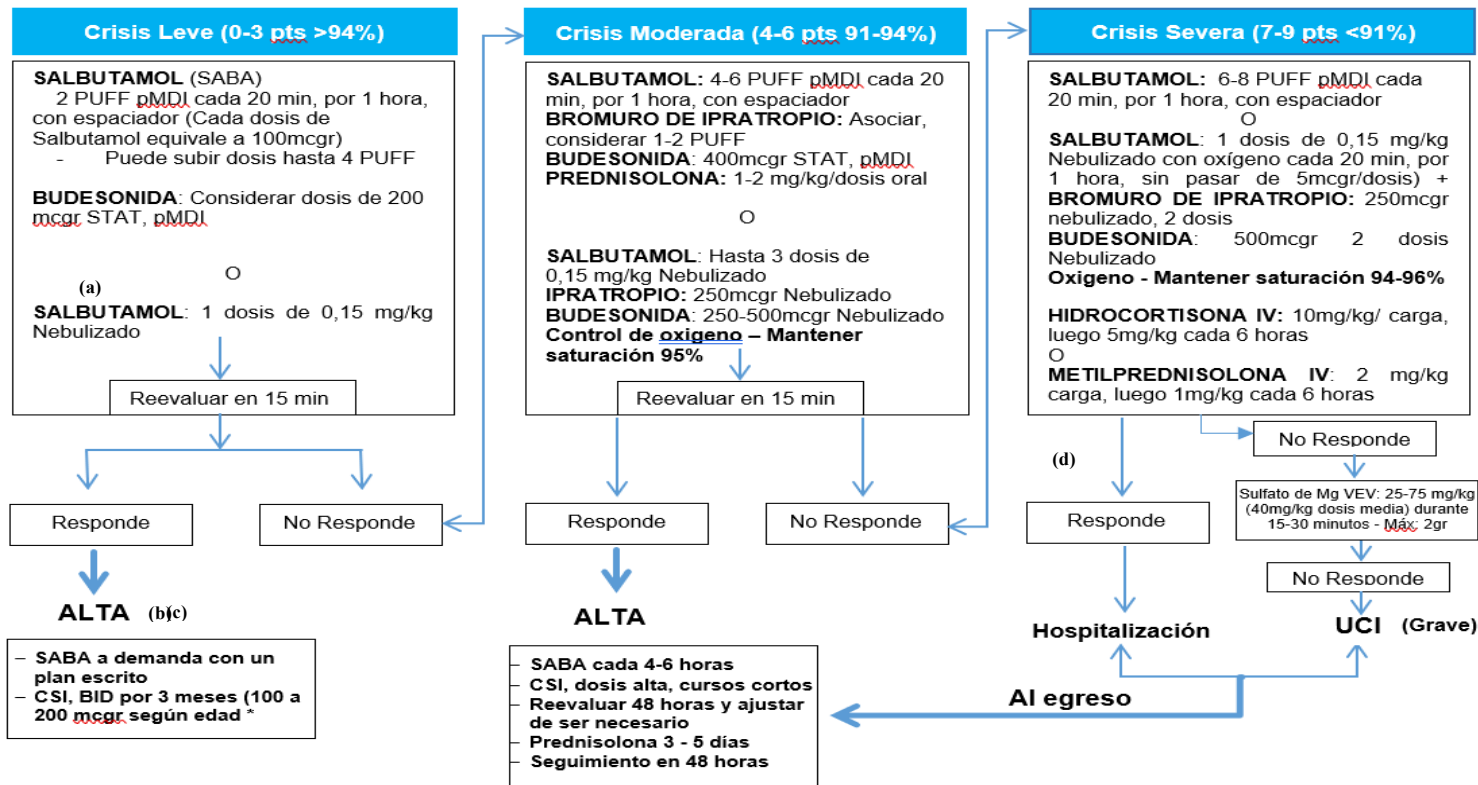 Crisis Leve (0-3 pts >94%)
SALBUTAMOL (SABA)
2 PUFF pMDI cada 20 min, por 1 hora,
con espaciador (Cada dosis de
Salbutamol equivale a 100mcgr)
- Puede subir dosis hasta 4 PUFF
BUDESONIDA: Considerar dosis de 200
mcgr STAT, pMDI
O
(a)
SALBUTAMOL: 1 dosis de 0,15 mg/kg
Nebulizado
Reevaluar en 15 min
Responde
No Responde
ALTA (b)(c)
– SABA a demanda con un
plan escrito
– CSI, BID por 3 meses (100 a
200 mcgr según edad *
Crisis Moderada (4-6 pts 91-94%)
SALBUTAMOL: 4-6 PUFF pMDI cada 20
min, por 1 hora, con espaciador
BROMURO DE IPRATROPIO: Asociar,
considerar 1-2 PUFF
BUDESONIDA: 400mcgr STAT, pMDI
PREDNISOLONA: 1-2 mg/kg/dosis oral
O
SALBUTAMOL: Hasta 3 dosis de
0,15 mg/kg Nebulizado
IPRATROPIO: 250mcgr Nebulizado
BUDESONIDA: 250-500mcgr Nebulizado
Control de oxigeno – Mantener
saturación 95%
Reevaluar en 15 min
Responde
No Responde
ALTA
– SABA cada 4-6 horas
– CSI, dosis alta, cursos cortos
– Reevaluar 48 horas y ajustar
de ser necesario
– Prednisolona 3 - 5 días
– Seguimiento en 48 horas
Crisis Severa (7-9 pts <91%)
SALBUTAMOL: 6-8 PUFF pMDI cada
20 min, por 1 hora, con espaciador
O
SALBUTAMOL: 1 dosis de 0,15 mg/kg
Nebulizado con oxígeno cada 20 min, por
1 hora, sin pasar de 5mcgr/dosis) +
BROMURO DE IPRATROPIO: 250mcgr
nebulizado, 2 dosis
BUDESONIDA: 500mcgr 2 dosis
Nebulizado
Oxigeno - Mantener saturación 94-96%
HIDROCORTISONA IV: 10mg/kg/ carga,
luego 5mg/kg cada 6 horas
O
METILPREDNISOLONA IV: 2 mg/kg
carga, luego 1mg/kg cada 6 horas
No Responde
(d)
Sulfato de Mg VEV: 25-75 mg/kg
(40mg/kg dosis media) durante
15-30 minutos - Máx: 2gr
Responde
No Responde
Hospitalización
UCI (Grave)
Al egreso